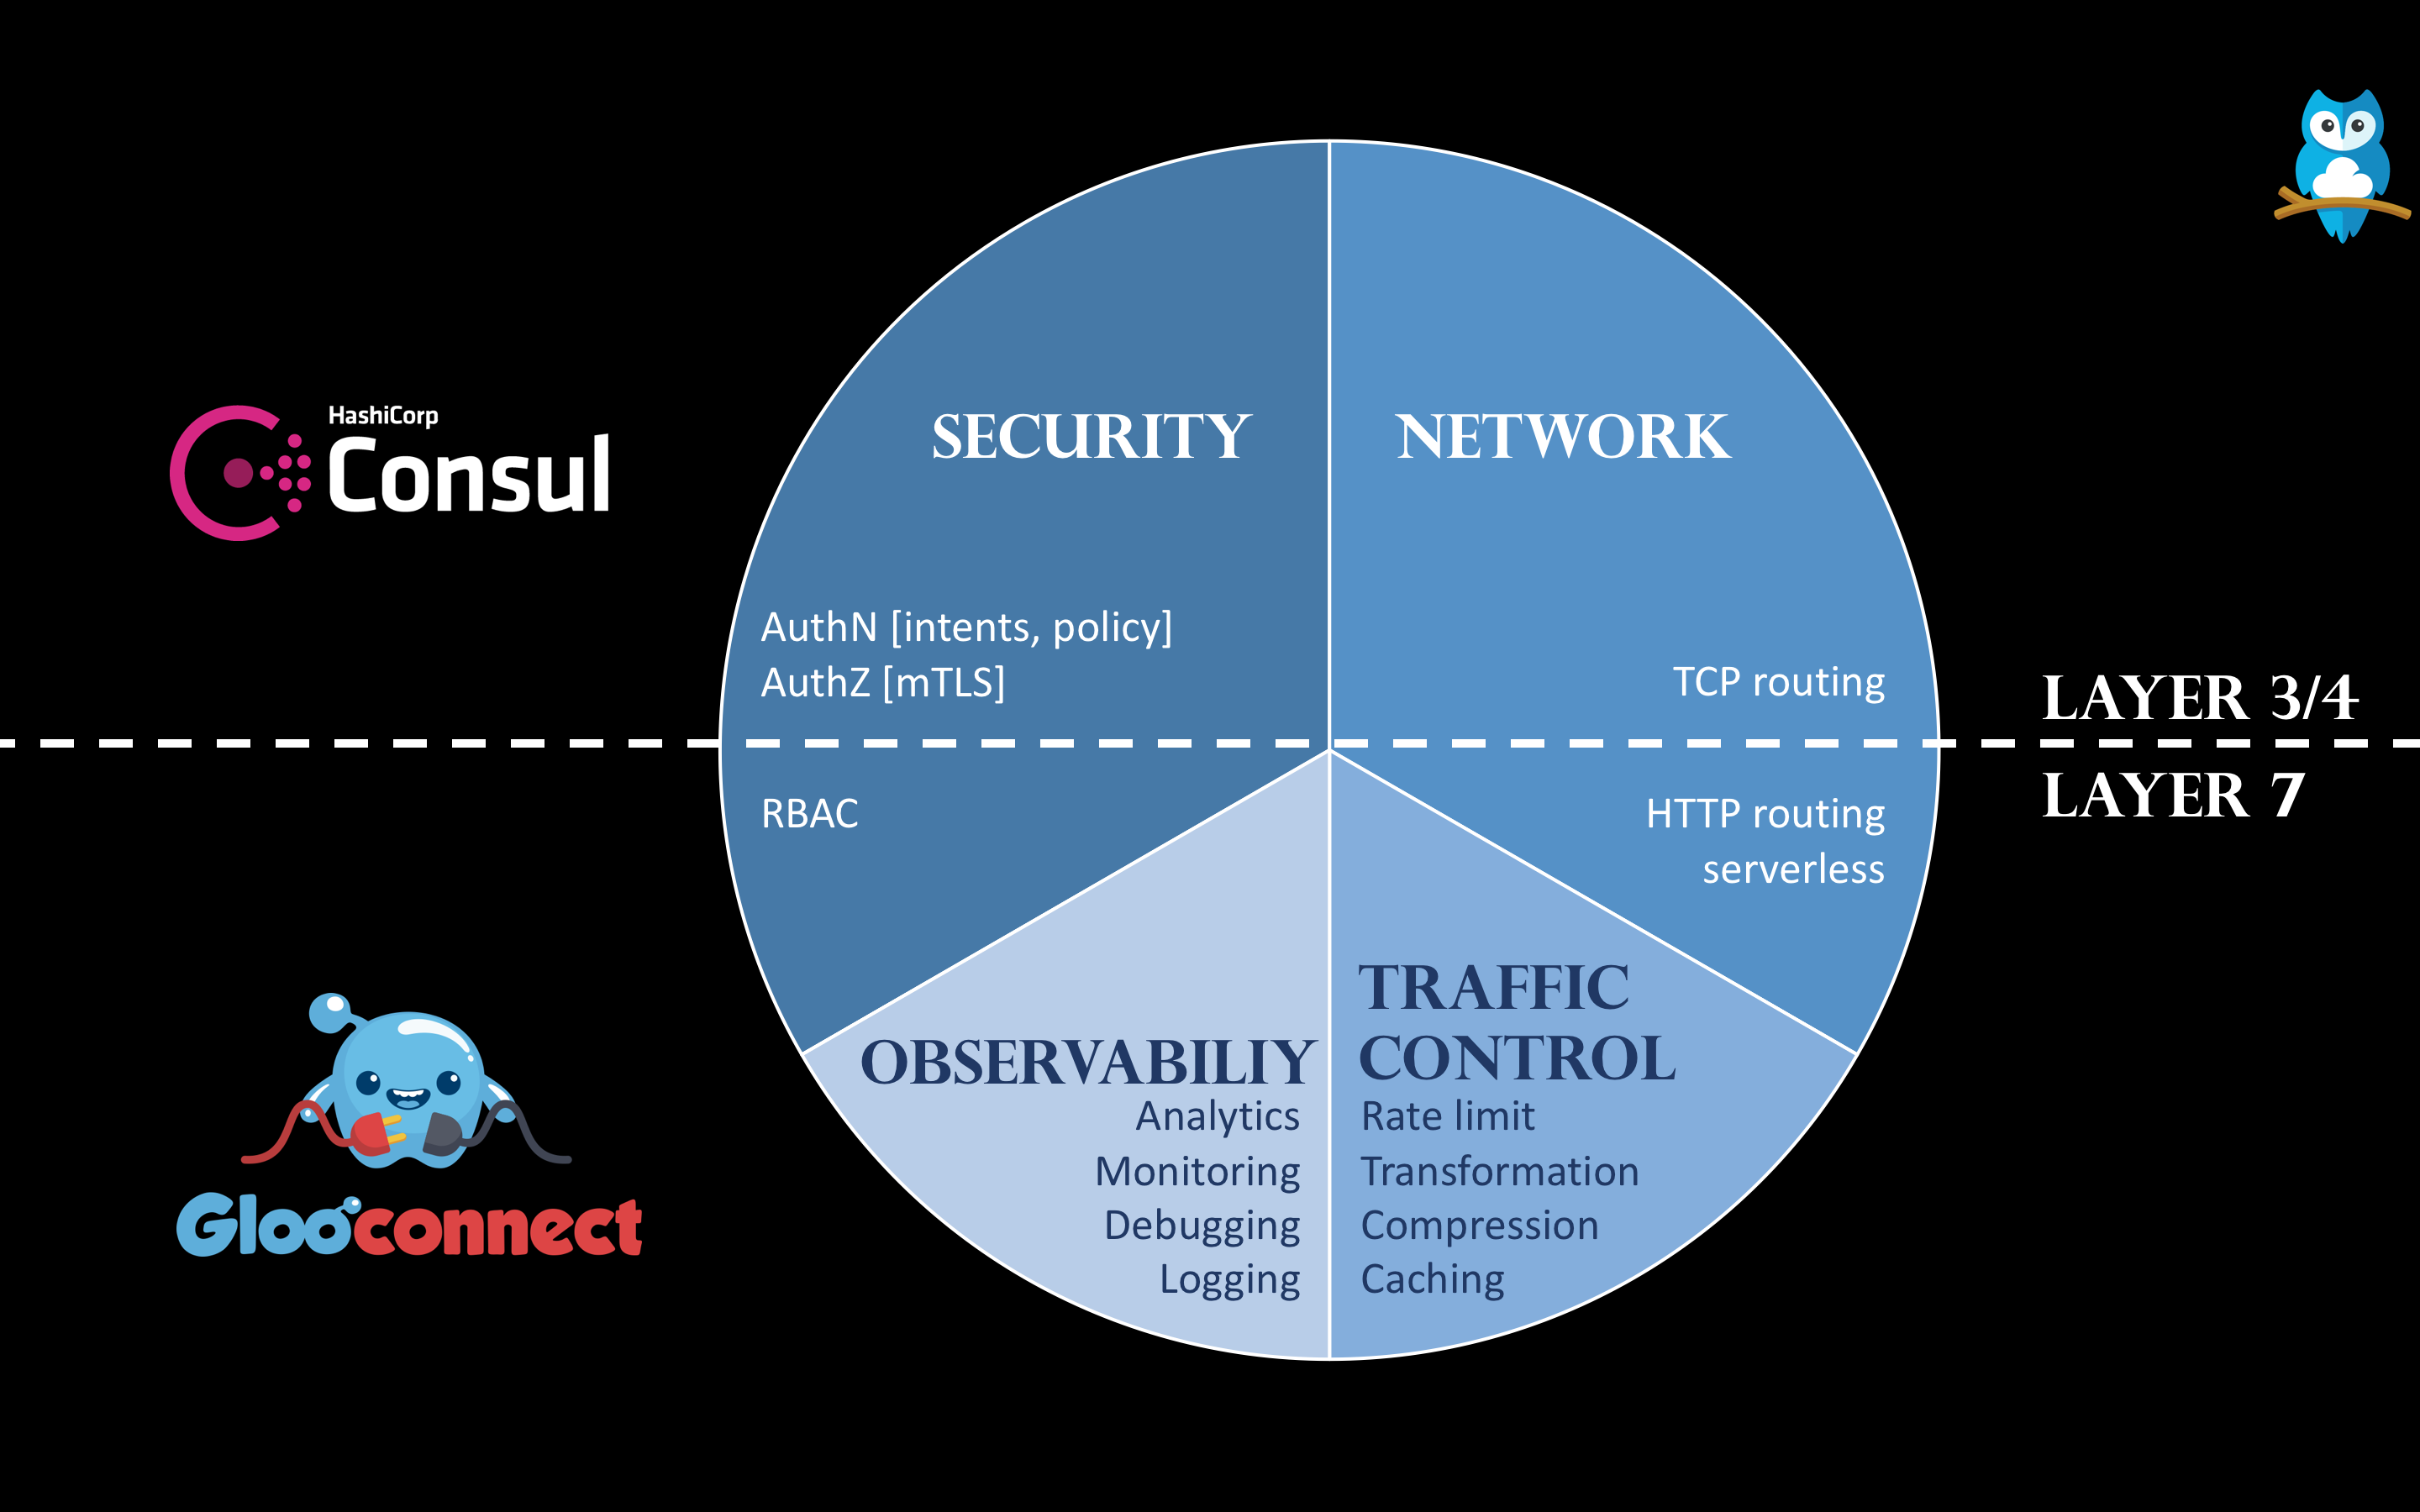 HashiCorp
Consul
SECURITY
NETWORK
AuthN [intents, policy]
AuthZ [mTLS]
TCP routing
LAYER 3/4
LAYER 7
RBAC
HTTP routing
serverless
OBSERVABILIY
Analytics
Monitoring
Debugging
Logging
TRAFFIC
CONTROL
Rate limit
Transformation
Compression
Caching
Glooconnect